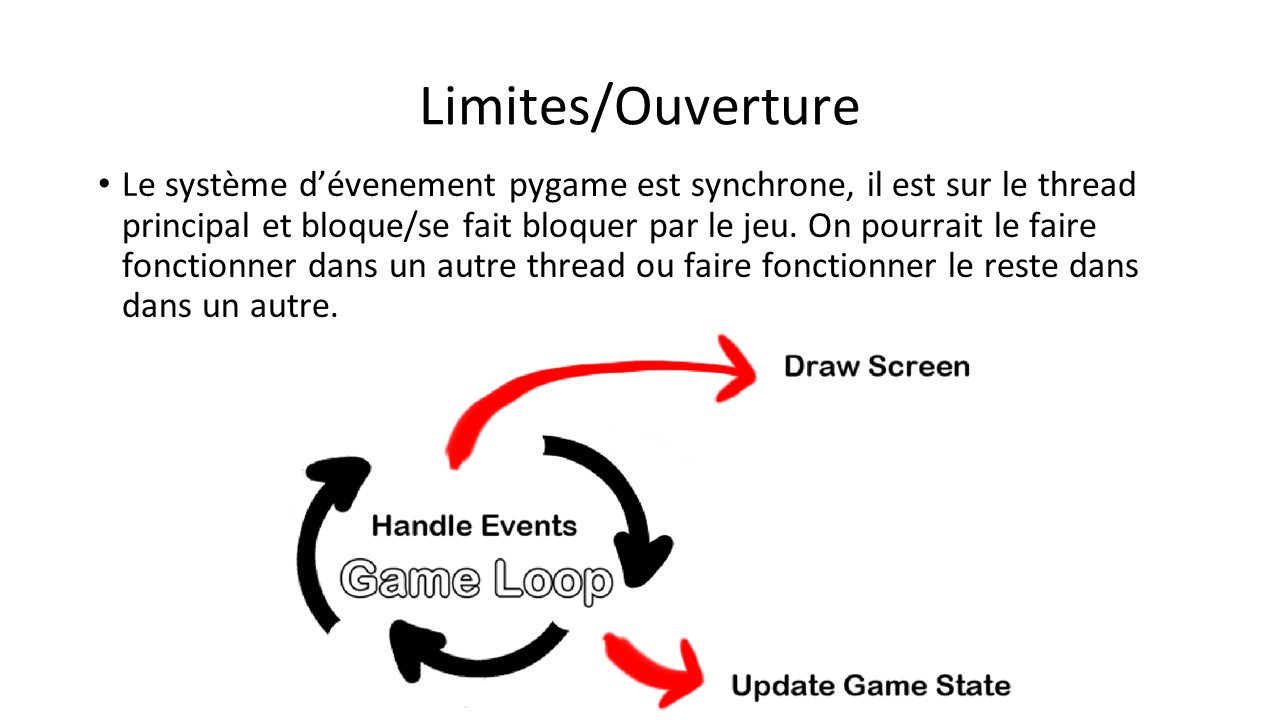 Limites/Ouverture
• Le système d’évenement pygame est synchrone, il est sur le thread
principal et bloque/se fait bloquer par le jeu. On pourrait le faire
fonctionner dans un autre thread ou faire fonctionner le reste dans
dans un autre.
Draw Screen
Handle Events
Game Loop
Update Game State